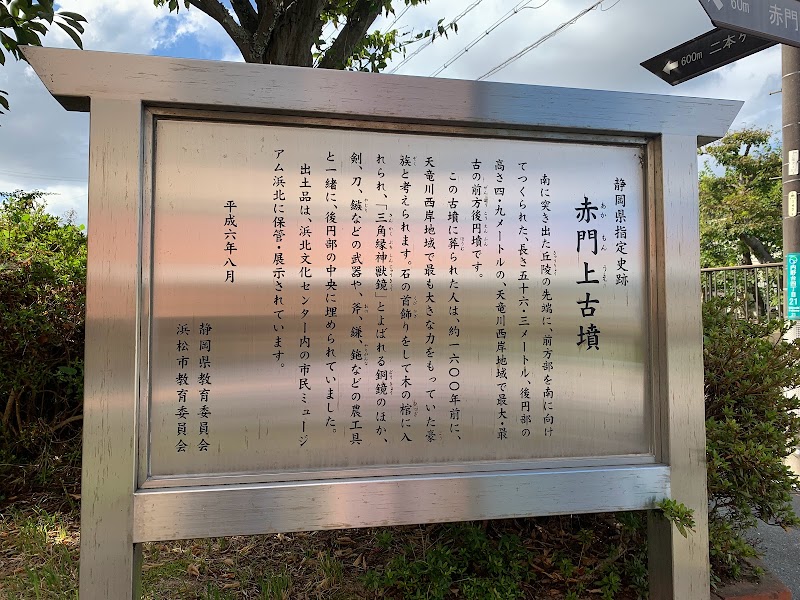 静岡県指定史跡
赤門上古墳
あかもんうえ
南に突き出た丘陵の先端に、前方部を南に向け
てつくられた、長さ五十六・三メートル、後円部の
高さ四・九メートルの、天竜川西岸地域で最大・最
古の前方後円墳です。
この古墳に葬られた人は、約一六〇〇年前に、
天竜川西岸地域で最も大きな力をもっていた豪
族と考えられます。石の首飾りをして木の棺に入
れられ、「三角縁神獣鏡」とよばれる銅鏡のほか、
剣、刀、鏃などの武器や、斧、鎌、鉇などの農工具
と一緒に、後円部の中央に埋められていました。
出土品は、浜北文化センター内の市民ミュージ
アム浜北に保管・展示されています。
平成六年八月
静岡県教育委員会
浜松市教育委員会
60m
赤門
600m 二本ヶ
21